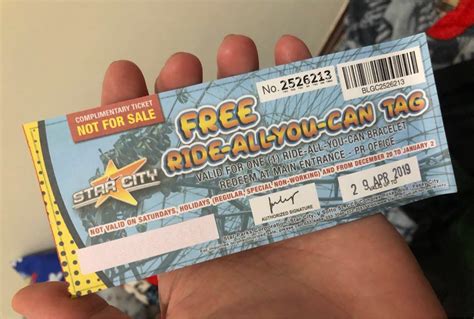 COMPLIMENTARY TICKET
NOT FOR SALE
STAR CITY
No. 2526213
BLGC2526213
FREE
RIDE-ALL-YOU-CAN TAG
VALID FOR ONE (1) RIDE-ALL-YOU-CAN BRACELET
REDEEM AT MAIN ENTRANCE - PR OFFICE
NOT VALID ON SATURDAYS, HOLIDAYS (REGULAR, SPECIAL NON-WORKING) AND FROM DECEMBER 20 TO JANUARY 2
AUTHORIZED SIGNATURE
2 9 APR 2019